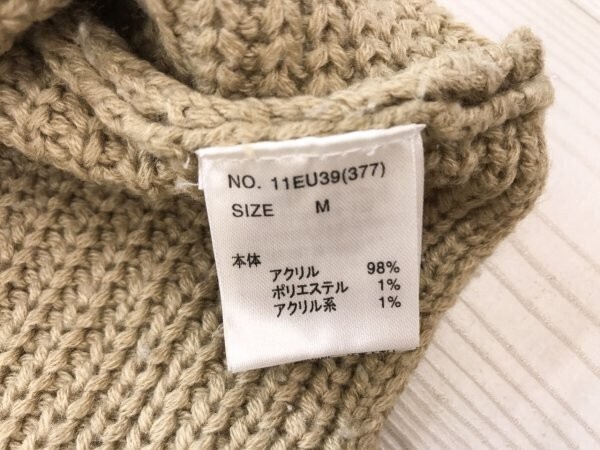 NO. 11EU39(377)
SIZE M
本体
アクリル 98%
ポリエステル 1%
アクリル系 1%